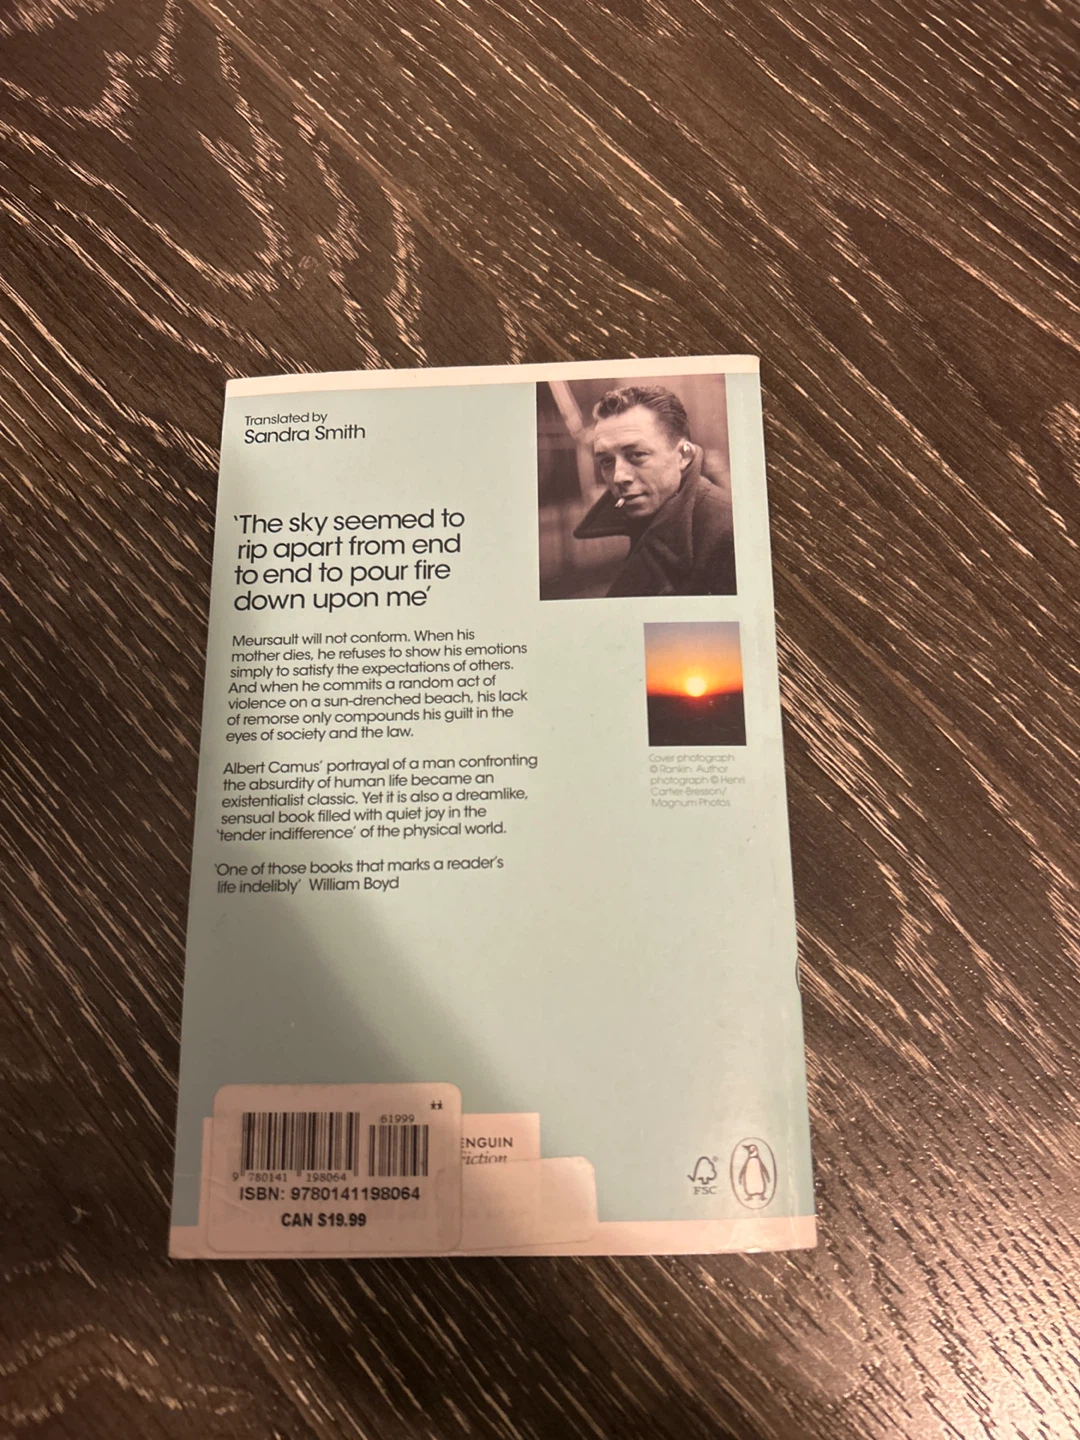 Translated by
Sandra Smith
‘The sky seemed to
rip apart from end
to end to pour fire
down upon me’
Meursault will not conform. When his
mother dies, he refuses to show his emotions
simply to satisfy the expectations of others.
And when he commits a random act of
violence on a sun-drenched beach, his lack
of remorse only compounds his guilt in the
eyes of society and the law.
Albert Camus’ portrayal of a man confronting
the absurdity of human life became an
existentialist classic. Yet it is also a dreamlike,
sensual book filled with quiet joy in the
‘tender indifference’ of the physical world.
‘One of those books that marks a reader’s
life indelibly’ William Boyd
Cover photograph
© Rankin. Author
photograph © Henri
Cartier-Bresson/
Magnum Photos
61999
9 780141 198064
ISBN: 9780141198064
CAN $19.99
ENGUIN
Fiction
FSC